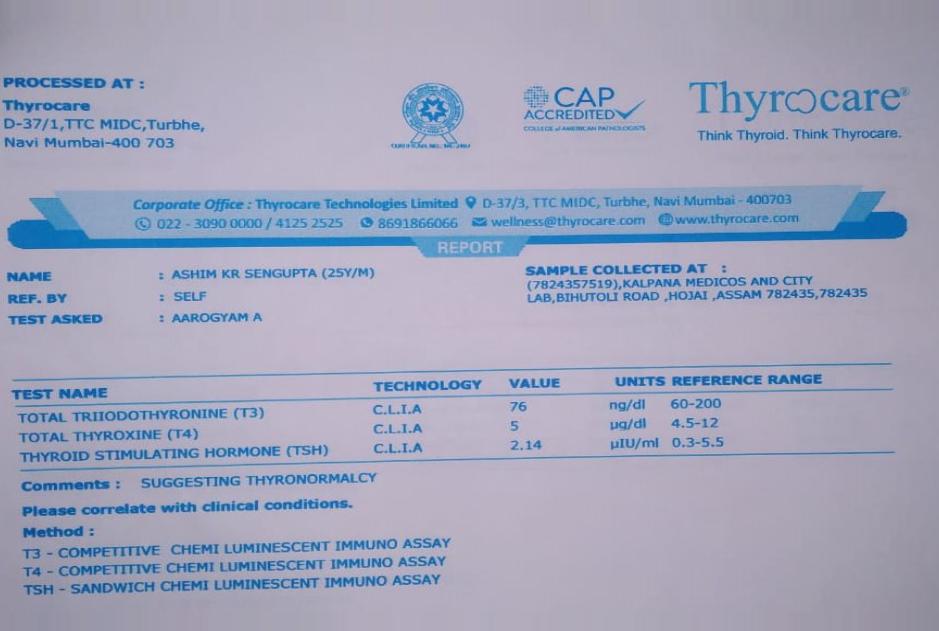 PROCESSED AT :
Thyrocare
D-37/1,TTC MIDC,Turbhe,
Navi Mumbai-400 703
CAP
ACCREDITED
COLLEGE of AMERICAN PATHOLOGISTS
Thyrocare®
Think Thyroid. Think Thyrocare.
Corporate Office : Thyrocare Technologies Limited D-37/3, TTC MIDC, Turbhe, Navi Mumbai - 400703
022 - 3090 0000 / 4125 2525 8691866066 wellness@thyrocare.com www.thyrocare.com
REPORT
NAME : ASHIM KR SENGUPTA (25Y/M)
REF. BY : SELF
TEST ASKED : AAROGYAM A
SAMPLE COLLECTED AT :
(7824357519),KALPANA MEDICOS AND CITY
LAB,BIHUTOLI ROAD ,HOJAI ,ASSAM 782435,782435
TEST NAME TECHNOLOGY VALUE UNITS REFERENCE RANGE
TOTAL TRIIODOTHYRONINE (T3) C.L.I.A 76 ng/dl 60-200
TOTAL THYROXINE (T4) C.L.I.A 5 µg/dl 4.5-12
THYROID STIMULATING HORMONE (TSH) C.L.I.A 2.14 µIU/ml 0.3-5.5
Comments : SUGGESTING THYRONORMALCY
Please correlate with clinical conditions.
Method :
T3 - COMPETITIVE CHEMI LUMINESCENT IMMUNO ASSAY
T4 - COMPETITIVE CHEMI LUMINESCENT IMMUNO ASSAY
TSH - SANDWICH CHEMI LUMINESCENT IMMUNO ASSAY